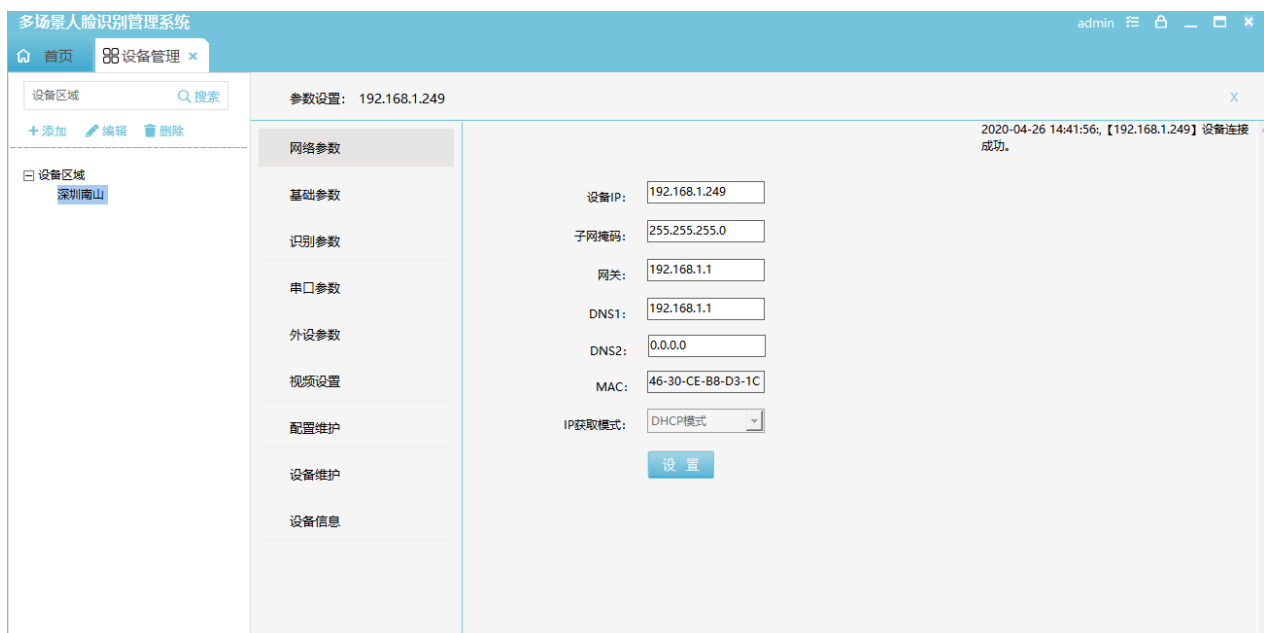 多场景人脸识别管理系统
admin
首页
设备管理 ×
设备区域
搜索
+添加 编辑 删除
设备区域
深圳南山
参数设置： 192.168.1.249
X
网络参数
基础参数
识别参数
串口参数
外设参数
视频设置
配置维护
设备维护
设备信息
设备IP： 192.168.1.249
子网掩码： 255.255.255.0
网关： 192.168.1.1
DNS1： 192.168.1.1
DNS2： 0.0.0.0
MAC： 46-30-CE-B8-D3-1C
IP获取模式： DHCP模式
设 置
2020-04-26 14:41:56:,【192.168.1.249】设备连接
成功。